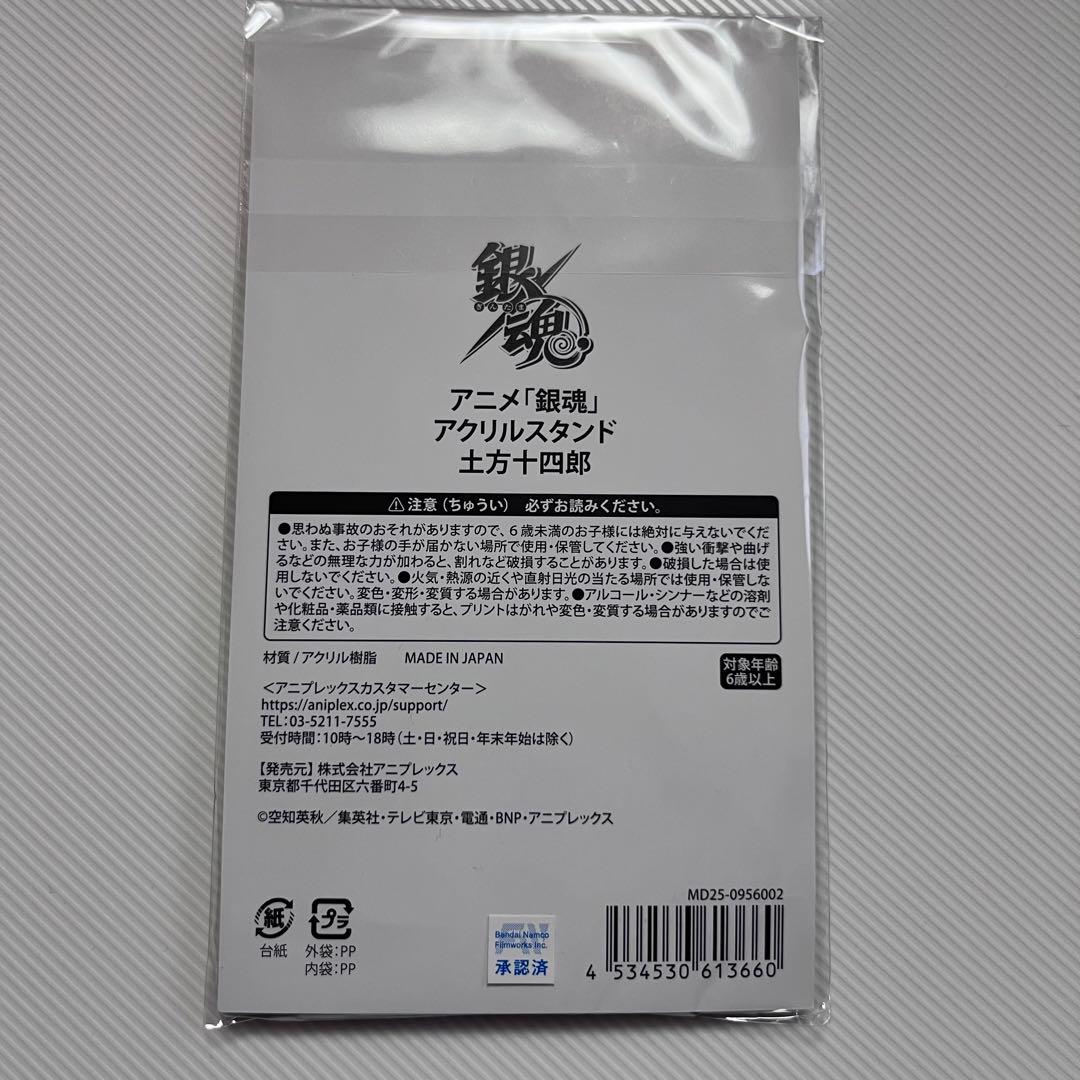 銀魂
ぎんたま
アニメ「銀魂」
アクリルスタンド
土方十四郎
⚠注意（ちゅうい） 必ずお読みください。
●思わぬ事故のおそれがありますので、６歳未満のお子様には絶対に与えないでくだ
さい。また、お子様の手が届かない場所で使用・保管してください。●強い衝撃や曲げ
るなどの無理な力が加わると、割れなど破損することがあります。●破損した場合は使
用しないでください。●火気・熱源の近くや直射日光の当たる場所では使用・保管しな
いでください。変色・変形・変質する場合があります。●アルコール・シンナーなどの溶剤
や化粧品・薬品類に接触すると、プリントはがれや変色・変質する場合がありますのでご
注意ください。
材質 / アクリル樹脂 MADE IN JAPAN
対象年齢
6歳以上
＜アニプレックスカスタマーセンター＞
https://aniplex.co.jp/support/
TEL：03-5211-7555
受付時間：10時〜18時（土・日・祝日・年末年始は除く）
【発売元】株式会社アニプレックス
東京都千代田区六番町4-5
©空知英秋／集英社・テレビ東京・電通・BNP・アニプレックス
MD25-0956002
紙
台紙
プラ
外袋：PP
内袋：PP
Bandai Namco
Filmworks Inc.
承認済
4 534530 613660